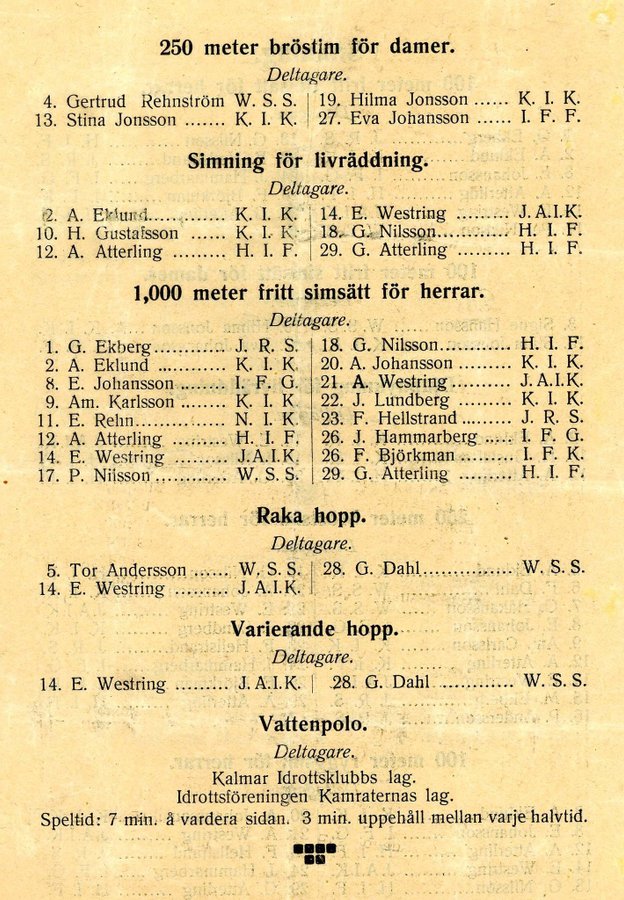 250 meter bröstim för damer.
Deltagare.
4. Gertrud Rehnström W. S. S. | 19. Hilma Jonsson ...... K. I. K.
13. Stina Jonsson ....... K. I. K. | 27. Eva Johansson ...... I. F. F.
Simning för livräddning.
Deltagare.
2. A. Eklund............ K. I. K. | 14. E. Westring ......... J.A.I.K.
10. H. Gustafsson ...... K. I. K. | 18. G. Nilsson............ H. I. F.
12. A. Atterling ......... H. I. F. | 29. G. Atterling ......... H. I. F.
1,000 meter fritt simsätt för herrar.
Deltagare.
1. G. Ekberg............ J. R. S. | 18. G. Nilsson............ H. I. F.
2. A. Eklund ............ K. I. K. | 20. A. Johansson ......... K. I. K.
8. E. Johansson......... I. F. G. | 21. A. Westring ......... J.A.I.K.
9. Am. Karlsson ...... K. I. K. | 22. J. Lundberg ......... K. I. K.
11. E. Rehn............... N. I. K. | 23. F. Hellstrand......... J. R. S.
12. A. Atterling ......... H. I. F. | 26. J. Hammarberg ..... I. F. G.
14. E. Westring ......... J.A.I.K. | 26. F. Björkman......... I. F. K.
17. P. Nilsson............ W. S. S. | 29. G. Atterling ......... H. I. F.
Raka hopp.
Deltagare.
5. Tor Andersson ...... W. S. S. | 28. G. Dahl............... W. S. S.
14. E. Westring ......... J. A.I.K. |
Varierande hopp.
Deltagare.
14. E. Westring ......... J. A.I.K. | 28. G. Dahl ............ W. S. S.
Vattenpolo.
Deltagare.
Kalmar Idrottsklubbs lag.
Idrottsföreningen Kamraternas lag.
Speltid: 7 min. å vardera sidan. 3 min. uppehåll mellan varje halvtid.